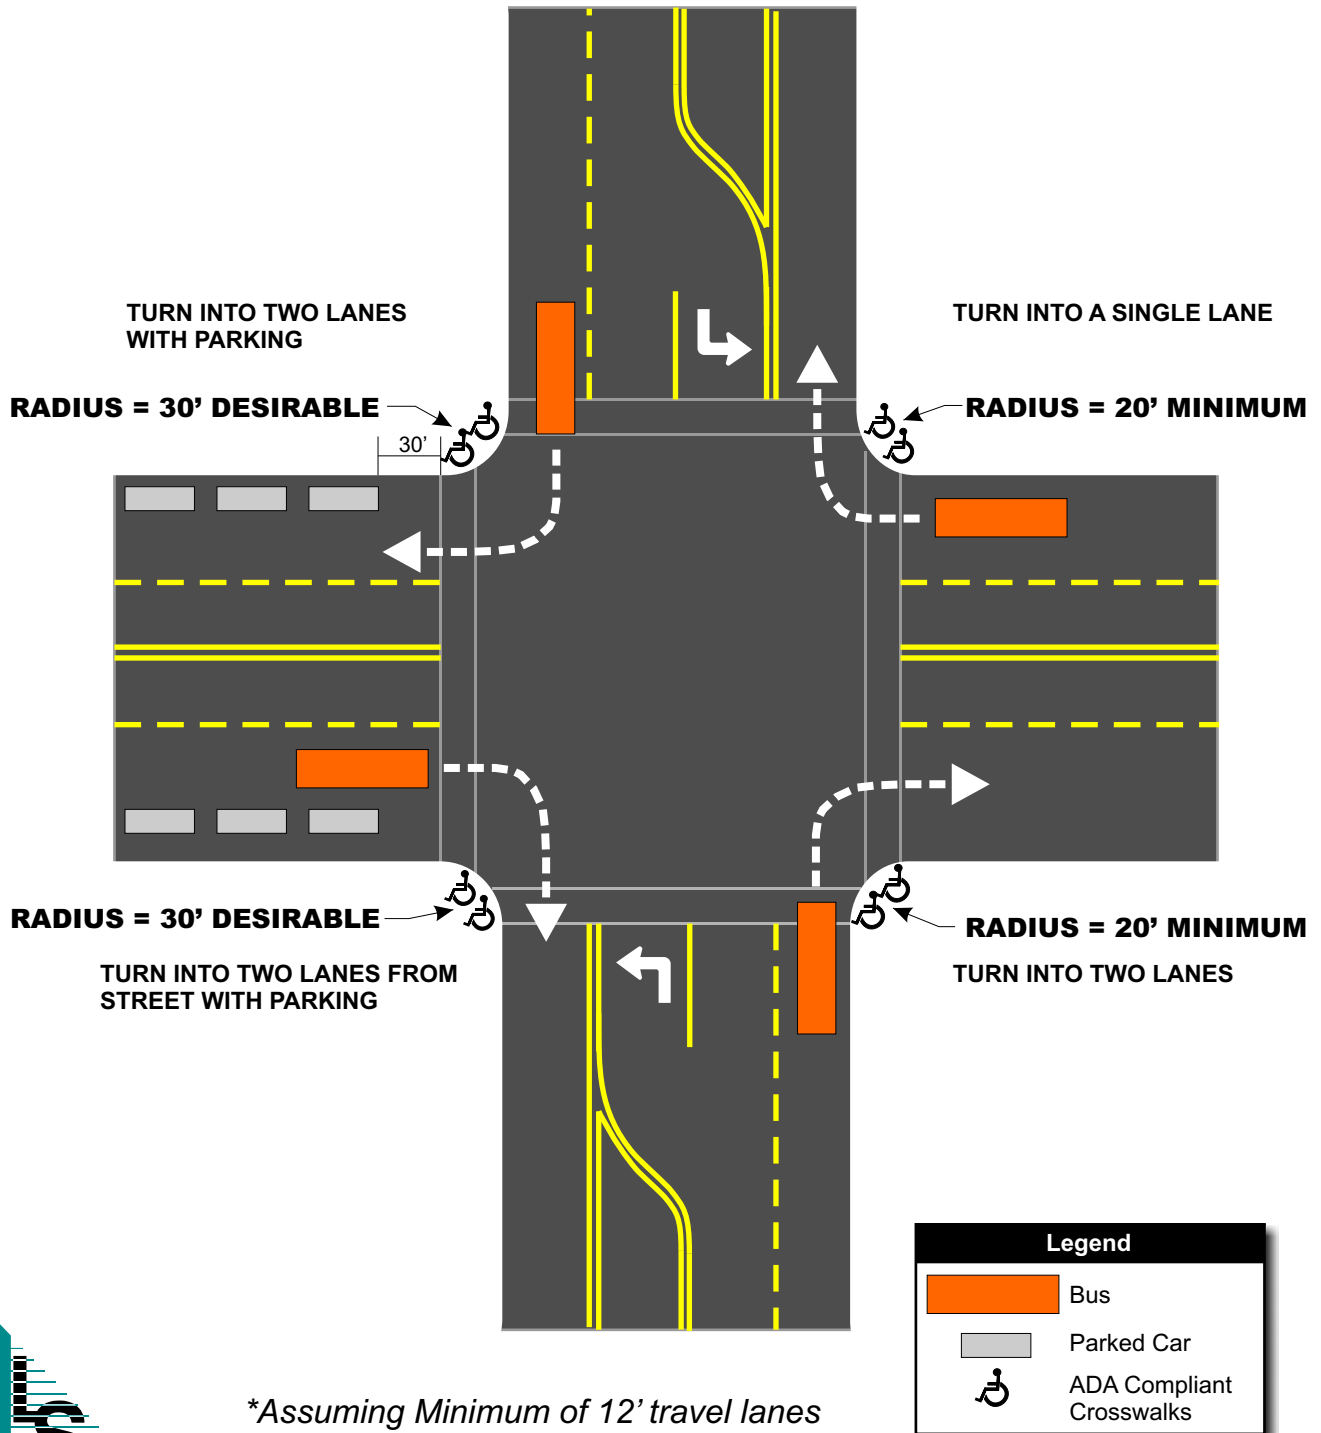 TURN INTO TWO LANES
WITH PARKING
TURN INTO A SINGLE LANE
RADIUS = 30’ DESIRABLE
RADIUS = 20’ MINIMUM
30’
RADIUS = 30’ DESIRABLE
RADIUS = 20’ MINIMUM
TURN INTO TWO LANES FROM
STREET WITH PARKING
TURN INTO TWO LANES
Legend
Bus
Parked Car
ADA Compliant
Crosswalks
*Assuming Minimum of 12’ travel lanes